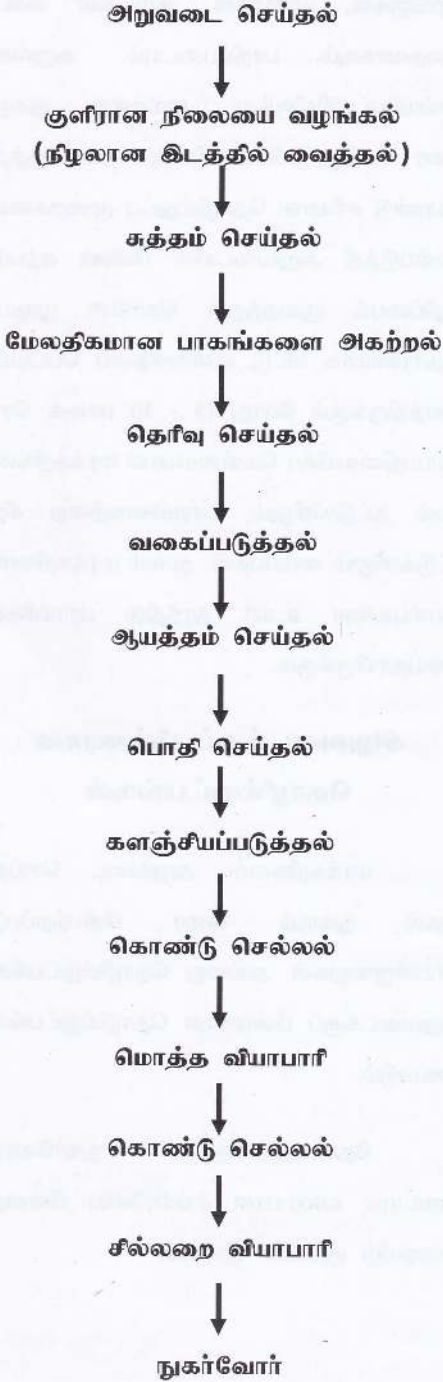 அறுவடை செய்தல்
குளிரான நிலையை வழங்கல்
(நிழலான இடத்தில் வைத்தல்)
சுத்தம் செய்தல்
மேலதிகமான பாகங்களை அகற்றல்
தெரிவு செய்தல்
வகைப்படுத்தல்
ஆயத்தம் செய்தல்
பொதி செய்தல்
களஞ்சியப்படுத்தல்
கொண்டு செல்லல்
மொத்த வியாபாரி
கொண்டு செல்லல்
சில்லறை வியாபாரி
நுகர்வோர்